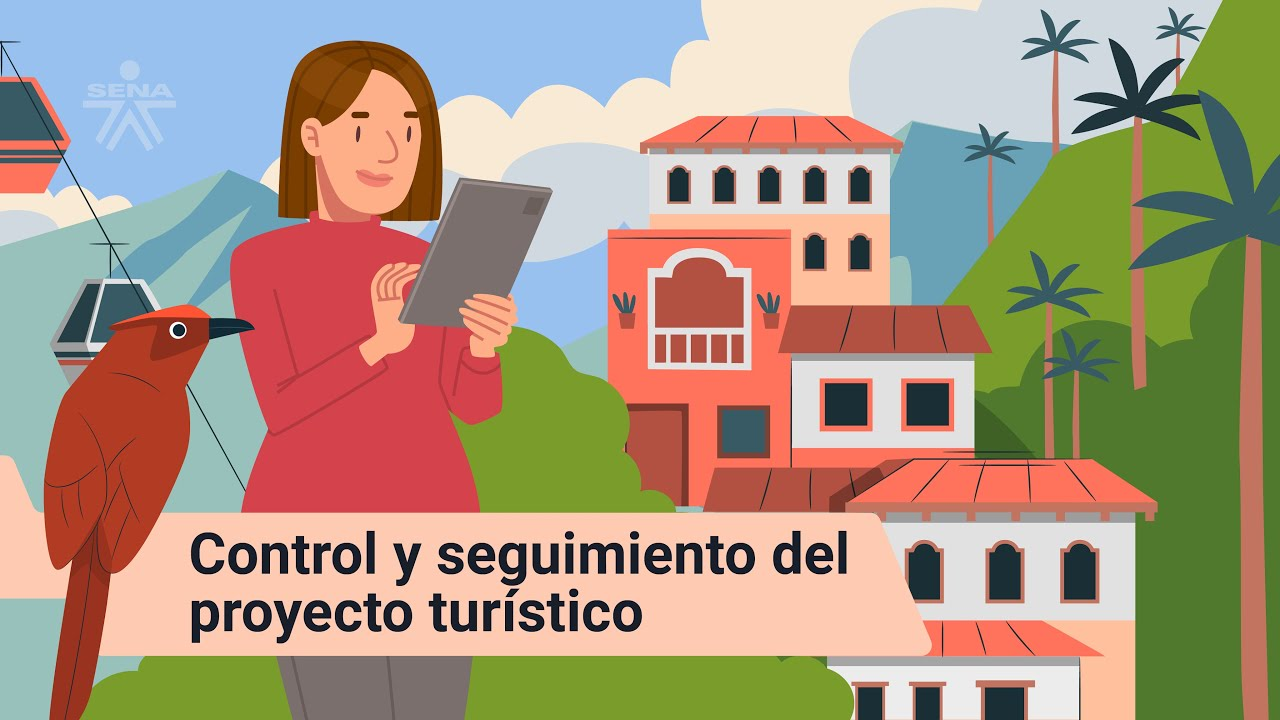 SENA
Control y seguimiento del
proyecto turístico